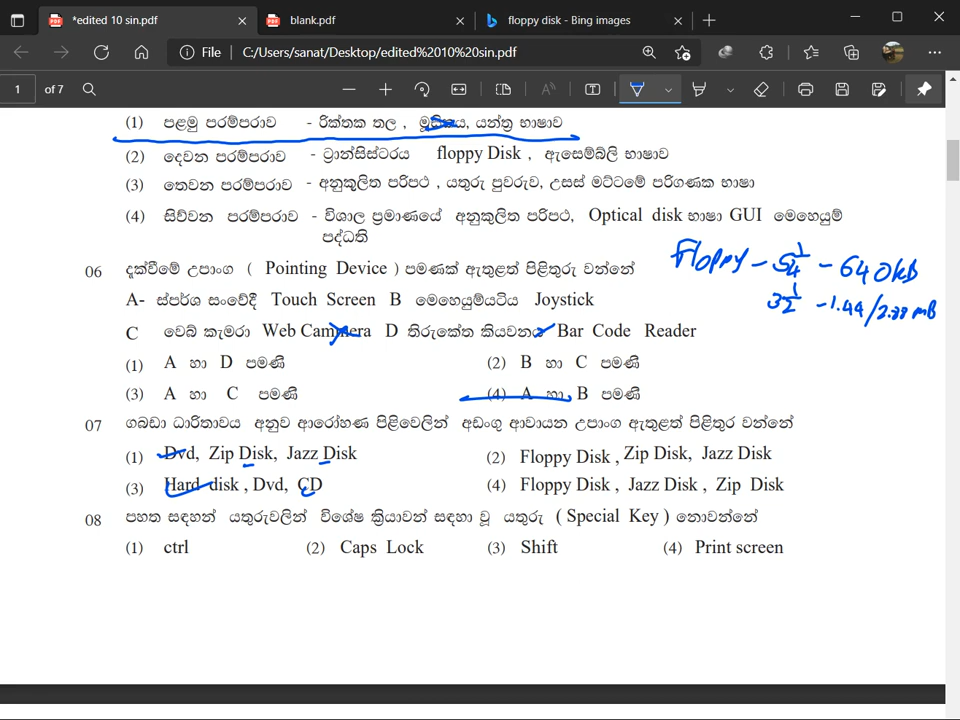 *edited 10 sin.pdf
blank.pdf
floppy disk - Bing images
File
C:/Users/sanat/Desktop/edited%2010%20sin.pdf
1 of 7
(1) පළමු පරම්පරාව - රික්තක තල , යන්ත්‍ර භාෂාව
(2) දෙවන පරම්පරාව - ට්‍රාන්සිස්ටරය floppy Disk , ඇසෙම්බ්ලි භාෂාව
(3) තෙවන පරම්පරාව - අනුකූලිත පරිපථ , යතුරු පුවරුව, උසස් මට්ටමේ පරිගණක භාෂා
(4) සිව්වන පරම්පරාව - විශාල ප්‍රමාණයේ අනුකූලිත පරිපථ, Optical disk භාෂා GUI මෙහෙයුම්
පද්ධති
Floppy - 5 1/4 - 640kB
3 1/2 - 1.44/2.88 mB
06 දැක්වීමේ උපාංග ( Pointing Device ) පමණක් ඇතුළත් පිළිතුරු වන්නේ
A- ස්පර්ශ සංවේදී Touch Screen B මෙහෙයුම්යටිය Joystick
C වෙබ් කැමරා Web Cammera D තිරුකේත කියවනය Bar Code Reader
(1) A හා D පමණි
(2) B හා C පමණි
(3) A හා C පමණි
(4) A හා B පමණි
07 ගබඩා ධාරිතාවය අනුව ආරෝහණ පිළිවෙලින් අඩංගු ආවායන උපාංග ඇතුළත් පිළිතුර වන්නේ
(1) Dvd, Zip Disk, Jazz Disk
(2) Floppy Disk , Zip Disk, Jazz Disk
(3) Hard disk , Dvd, CD
(4) Floppy Disk , Jazz Disk , Zip Disk
08 පහත සඳහන් යතුරුවලින් විශේෂ ක්‍රියාවන් සඳහා වූ යතුරු ( Special Key ) නොවන්නේ
(1) ctrl (2) Caps Lock (3) Shift (4) Print screen